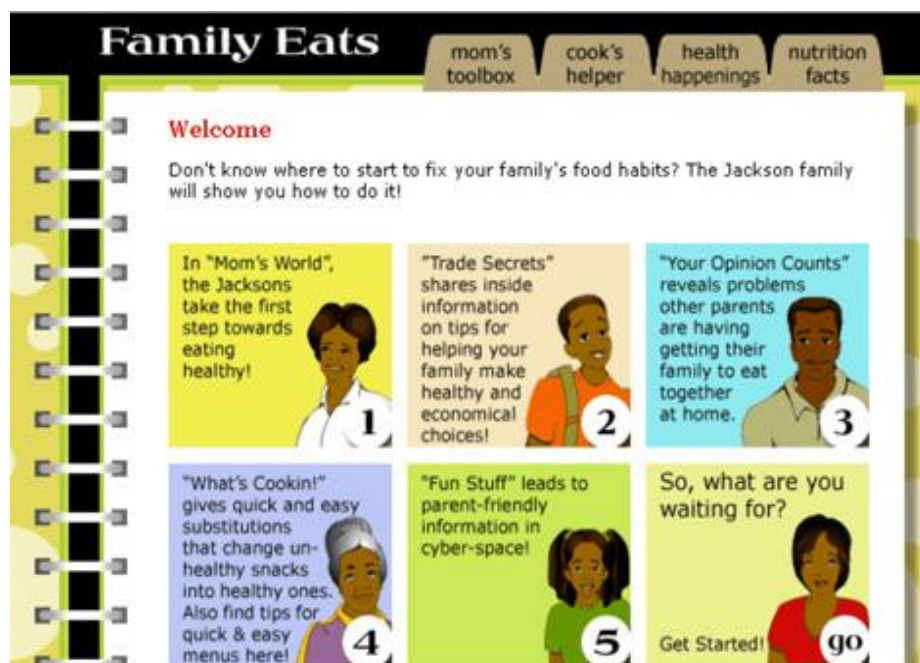 Family Eats
mom's
toolbox
cook's
helper
health
happenings
nutrition
facts
Welcome
Don't know where to start to fix your family's food habits? The Jackson family
will show you how to do it!
In "Mom's World",
the Jacksons
take the first
step towards
eating
healthy!
1
"Trade Secrets"
shares inside
information
on tips for
helping your
family make
healthy and
economical
choices!
2
"Your Opinion Counts"
reveals problems
other parents
are having
getting their
family to eat
together
at home.
3
"What's Cookin!"
gives quick and easy
substitutions
that change un-
healthy snacks
into healthy ones.
Also find tips for
quick & easy
menus here!
4
"Fun Stuff" leads to
parent-friendly
information in
cyber-space!
5
So, what are you
waiting for?
Get Started!
go